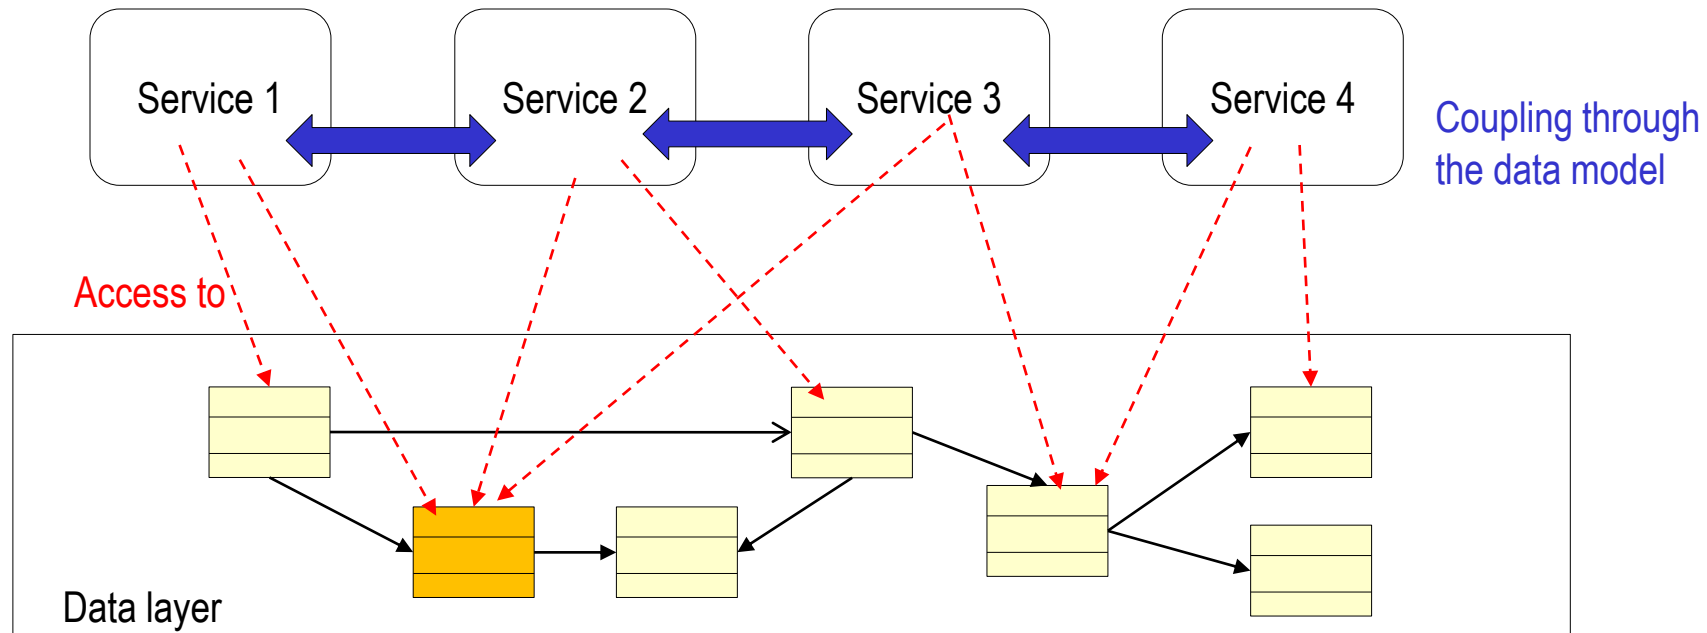 Service 1
Service 2
Service 3
Service 4
Coupling through
the data model
Access to
Data layer